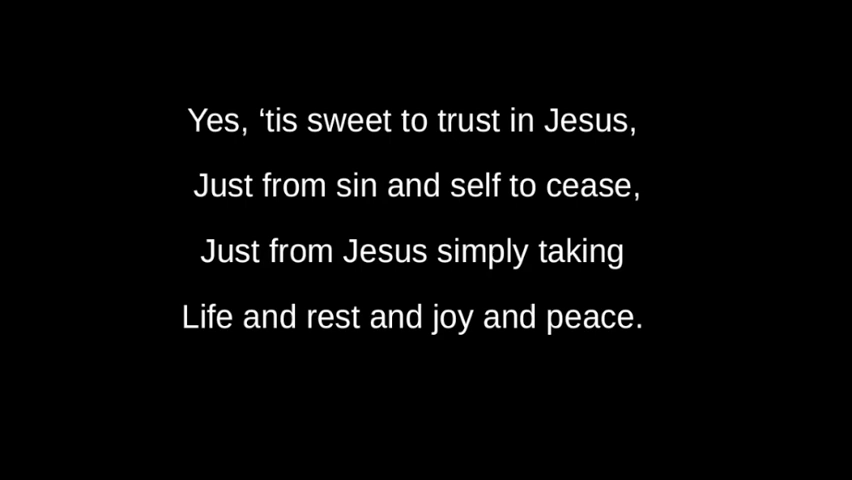 Yes, ‘tis sweet to trust in Jesus,
Just from sin and self to cease,
Just from Jesus simply taking
Life and rest and joy and peace.